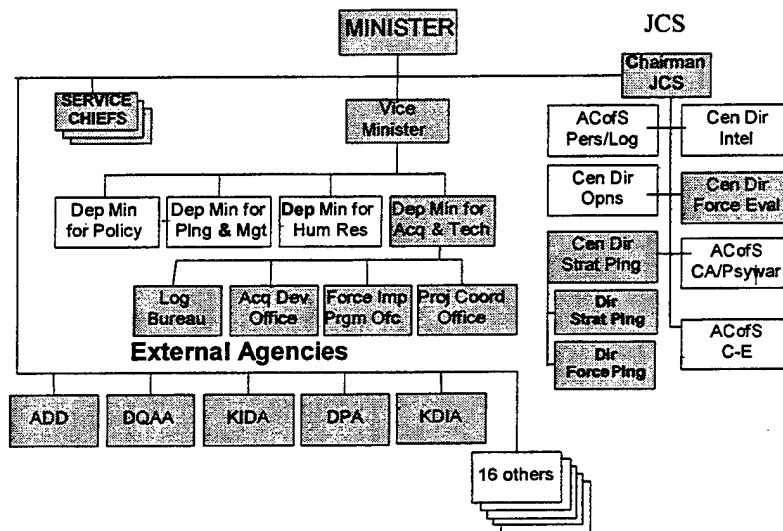 MINISTER
JCS
Chairman
JCS
SERVICE
CHIEFS
Vice
Minister
ACofS
Pers/Log
Cen Dir
Intel
Cen Dir
Opns
Cen Dir
Force Eval
Dep Min
for Policy
Dep Min for
Plng & Mgt
Dep Min for
Hum Res
Dep Min for
Acq & Tech
Cen Dir
Strat Plng
ACofS
CA/Psywar
Log
Bureau
Acq Dev.
Office
Force Imp
Prgm Ofc.
Proj Coord
Office
Dir
Strat Plng
Dir
Force Plng
ACofS
C-E
External Agencies
ADD
DQAA
KIDA
DPA
KDIA
16 others